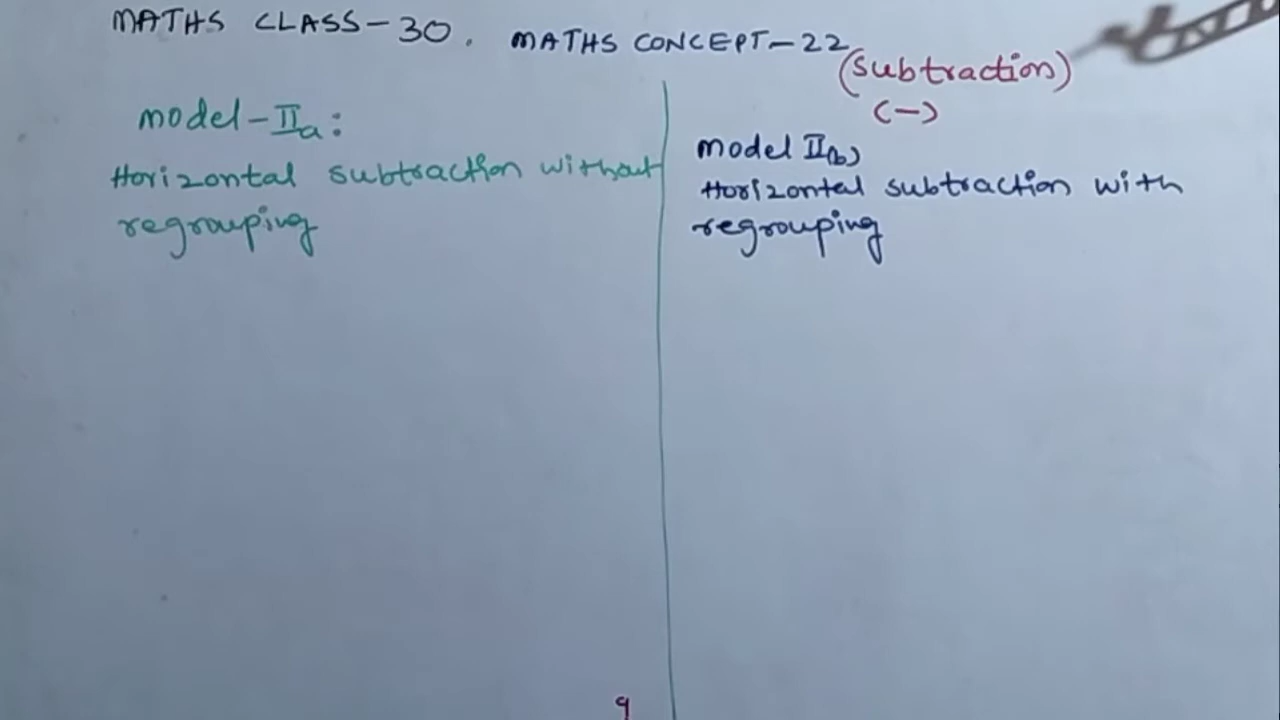 MATHS CLASS-30. MATHS CONCEPT-22
(Subtraction)
(-)
Model-IIa:
Horizontal subtraction without
regrouping
Model II(b)
Horizontal subtraction with
regrouping
9